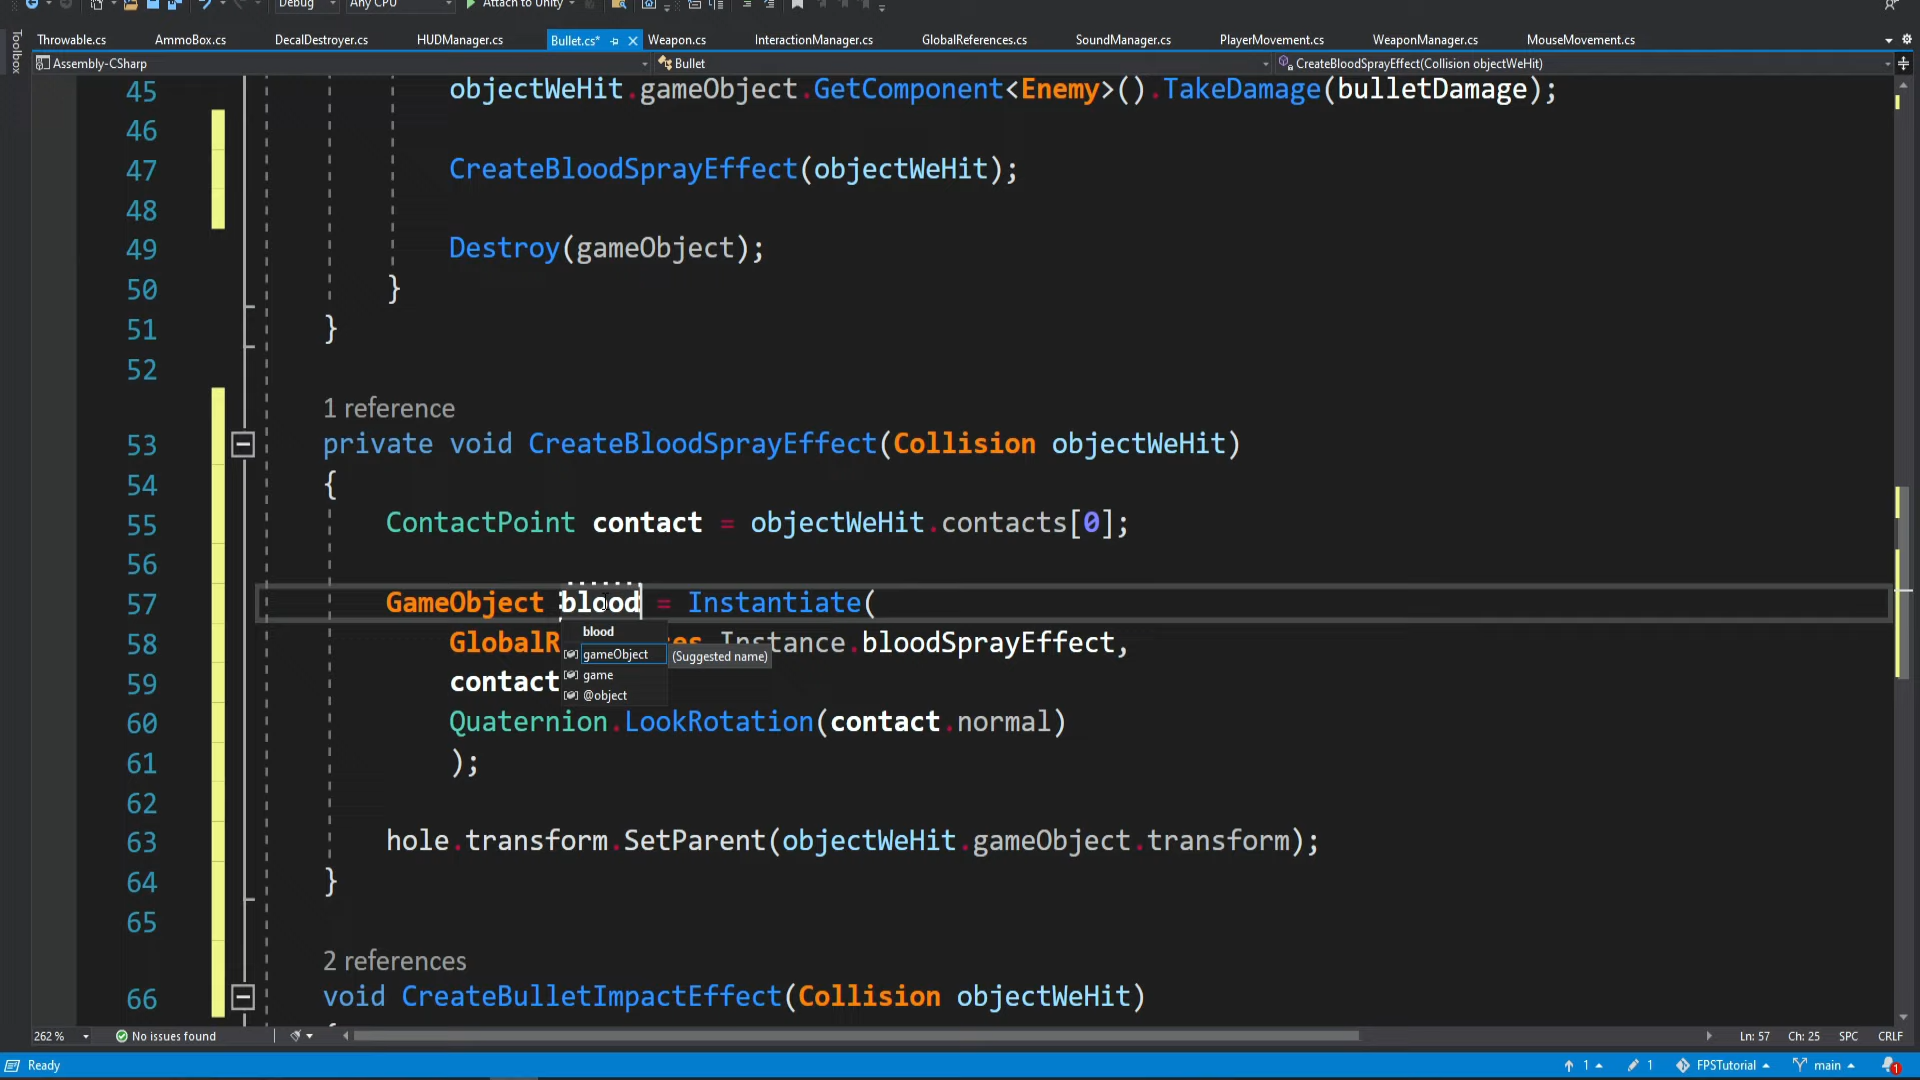 Debug
Any CPU
Attach to Unity
Throwable.cs AmmoBox.cs DecalDestroyer.cs HUDManager.cs Bullet.cs* Weapon.cs InteractionManager.cs GlobalReferences.cs SoundManager.cs PlayerMovement.cs WeaponManager.cs MouseMovement.cs
Toolbox
Assembly-CSharp Bullet CreateBloodSprayEffect(Collision objectWeHit)
45 objectWeHit.gameObject.GetComponent<Enemy>().TakeDamage(bulletDamage);
46
47 CreateBloodSprayEffect(objectWeHit);
48
49 Destroy(gameObject);
50 }
51 }
52
1 reference
53 private void CreateBloodSprayEffect(Collision objectWeHit)
54 {
55 ContactPoint contact = objectWeHit.contacts[0];
56
57 GameObject blood = Instantiate(
blood
58 GlobalR es.Instance.bloodSprayEffect,
gameObject (Suggested name)
59 contact
game
@object
60 Quaternion.LookRotation(contact.normal)
61 );
62
63 hole.transform.SetParent(objectWeHit.gameObject.transform);
64 }
65
2 references
66 void CreateBulletImpactEffect(Collision objectWeHit)
262 % No issues found Ln: 57 Ch: 25 SPC CRLF
Ready 1 1 FPSTutorial main 1